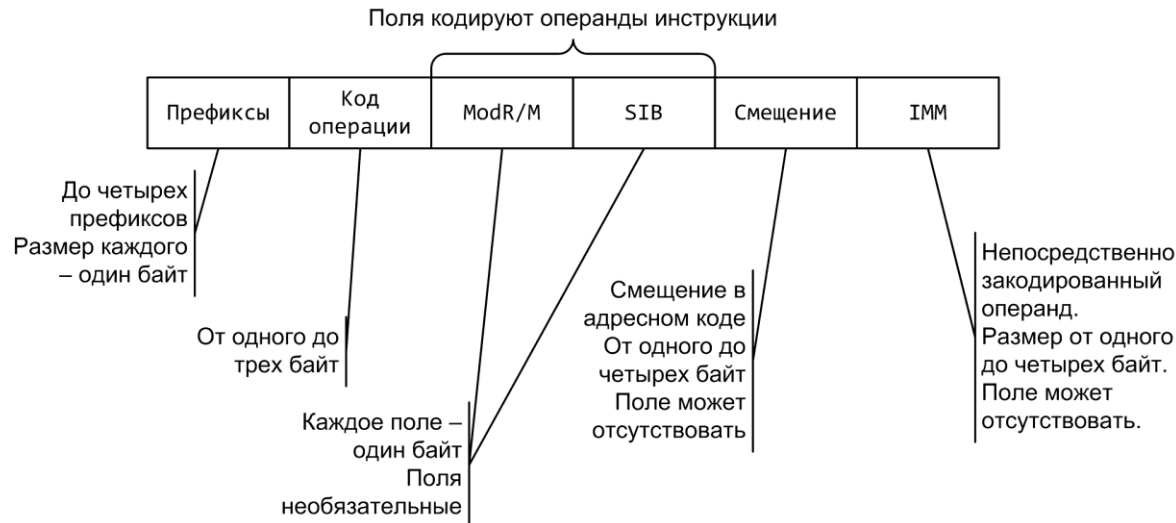 Поля кодируют операнды инструкции
Префиксы
Код
операции
ModR/M
SIB
Смещение
IMM
До четырех
префиксов
Размер каждого
– один байт
От одного до
трех байт
Каждое поле –
один байт
Поля
необязательные
Смещение в
адресном коде
От одного до
четырех байт
Поле может
отсутствовать
Непосредственно
закодированный
операнд.
Размер от одного
до четырех байт.
Поле может
отсутствовать.